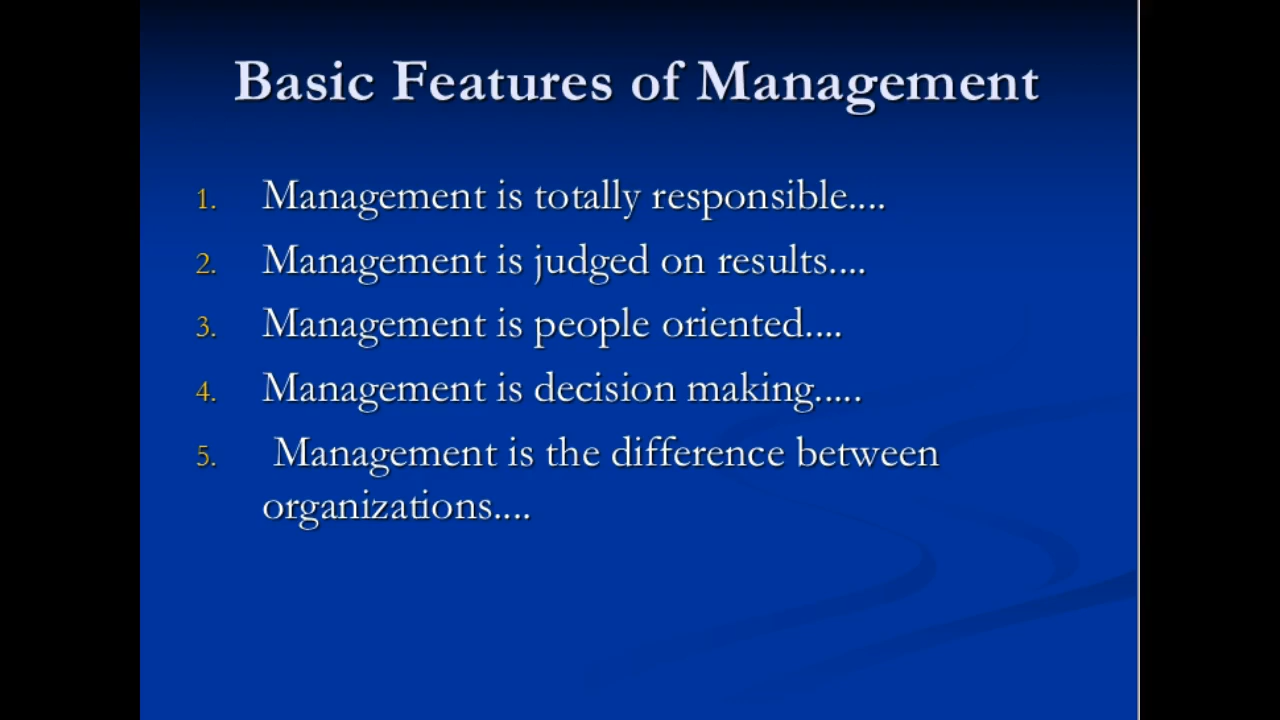 Basic Features of Management
1. Management is totally responsible....
2. Management is judged on results....
3. Management is people oriented....
4. Management is decision making.....
5. Management is the difference between
organizations....